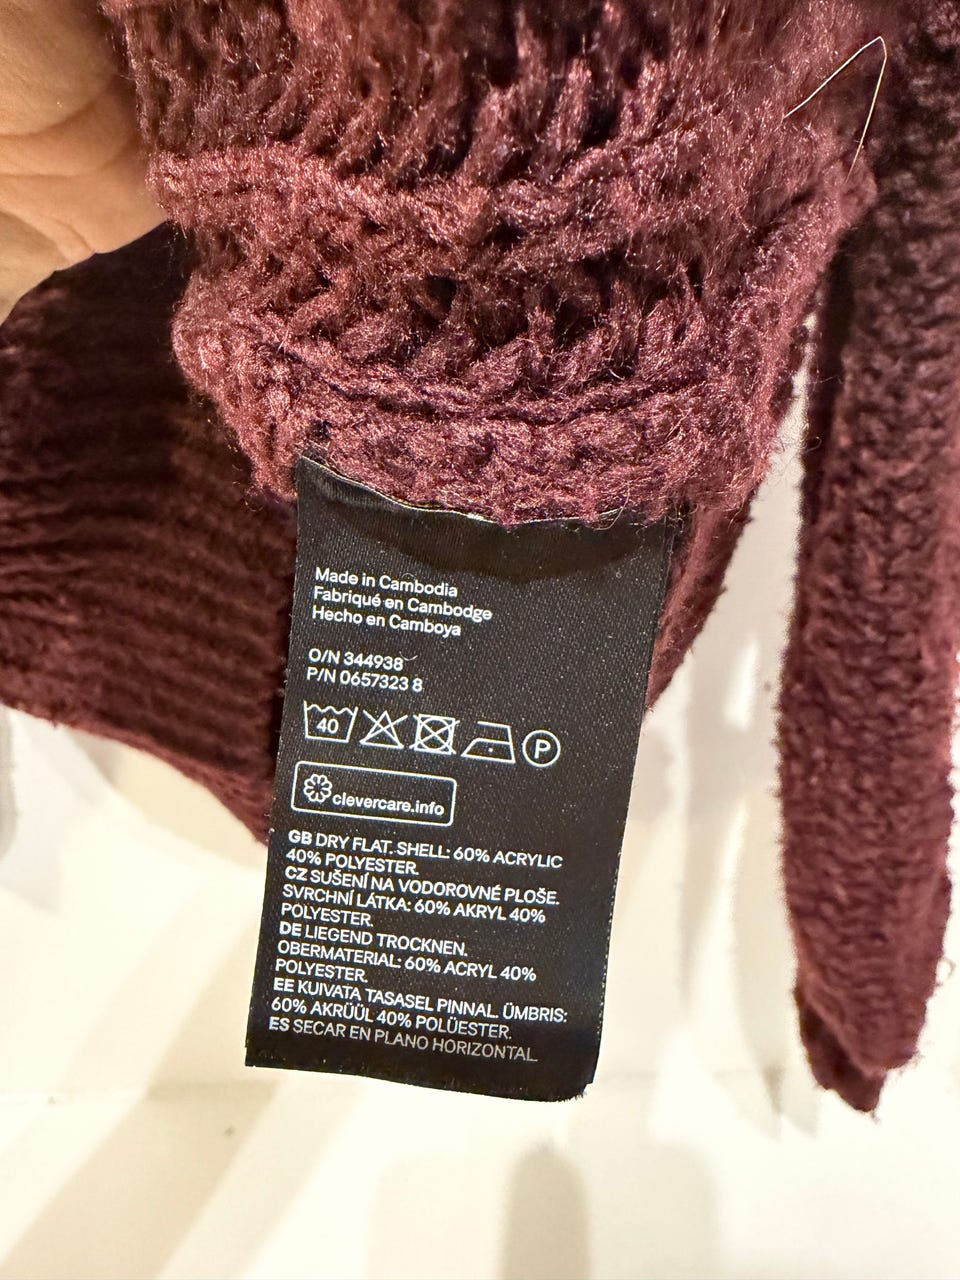 Made in Cambodia
Fabriqué en Cambodge
Hecho en Camboya
O/N 344938
P/N 0657323 8
40 P
clevercare.info
GB DRY FLAT. SHELL: 60% ACRYLIC
40% POLYESTER.
CZ SUŠENÍ NA VODOROVNÉ PLOŠE.
SVRCHNÍ LÁTKA: 60% AKRYL 40%
POLYESTER.
DE LIEGEND TROCKNEN.
OBERMATERIAL: 60% ACRYL 40%
POLYESTER.
EE KUIVATA TASASEL PINNAL. ÜMBRIS:
60% AKRÜÜL 40% POLÜESTER.
ES SECAR EN PLANO HORIZONTAL.